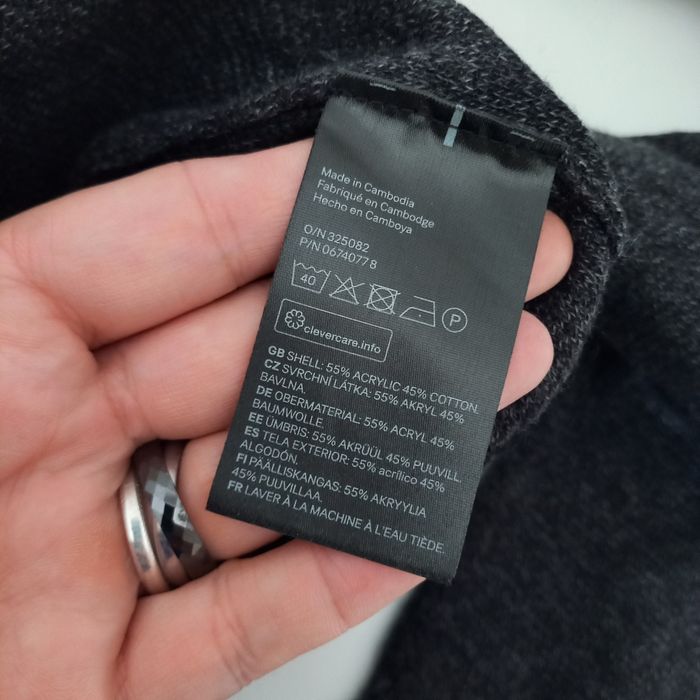 Made in Cambodia
Fabriqué en Cambodge
Hecho en Camboya
O/N 325082
P/N 0674077 8
40
P
clevercare.info
GB SHELL: 55% ACRYLIC 45% COTTON.
CZ SVRCHNÍ LÁTKA: 55% AKRYL 45%
BAVLNA.
DE OBERMATERIAL: 55% ACRYL 45%
BAUMWOLLE.
EE ÜMBRIS: 55% AKRÜÜL 45% PUUVILL.
ES TELA EXTERIOR: 55% acrílico 45%
ALGODÓN.
FI PÄÄLLISKANGAS: 55% AKRYYLIA
45% PUUVILLAA.
FR LAVER À LA MACHINE À L'EAU TIÈDE.